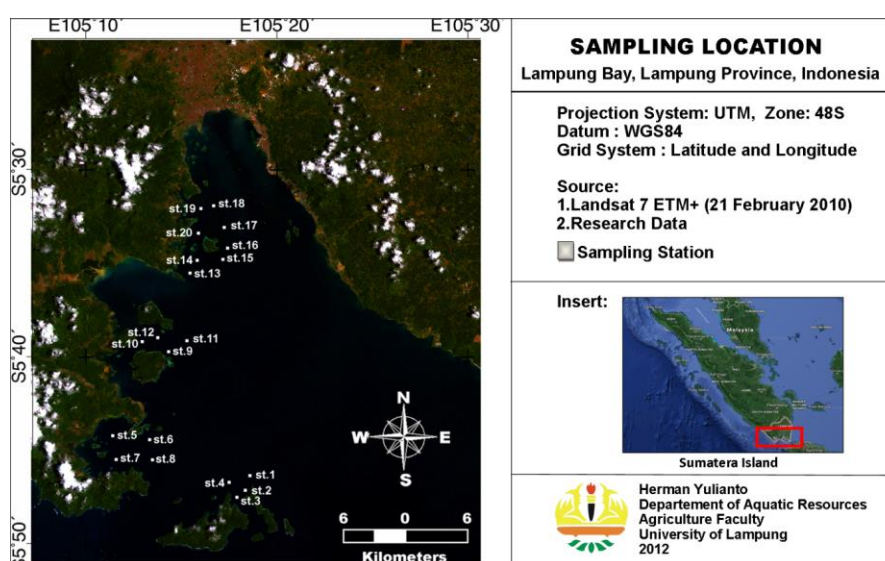 E105°10′ E105°20′ E105°30′
S5°30′
S5°40′
S5°50′
st.19
st.18
st.17
st.20
st.16
st.15
st.14
st.13
st.12
st.11
st.10
st.9
st.5
st.6
st.7
st.8
st.1
st.4
st.2
st.3
N
W E
S
6 0 6
Kilometers
SAMPLING LOCATION
Lampung Bay, Lampung Province, Indonesia
Projection System: UTM, Zone: 48S
Datum : WGS84
Grid System : Latitude and Longitude
Source:
1.Landsat 7 ETM+ (21 February 2010)
2.Research Data
Sampling Station
Insert:
Malaysia
Sumatera Island
Herman Yulianto
Departement of Aquatic Resources
Agriculture Faculty
University of Lampung
2012